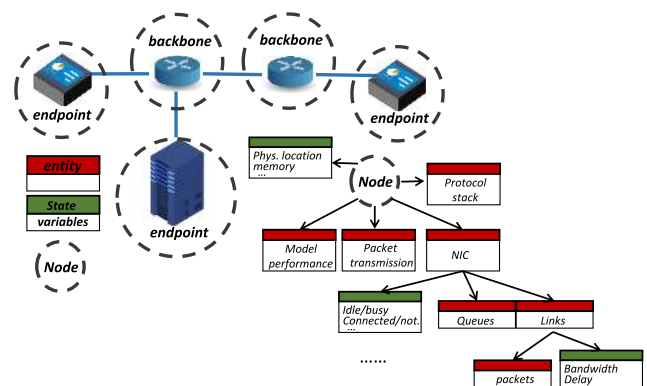 backbone
backbone
endpoint
endpoint
entity
State
variables
Node
endpoint
Phys. location
memory
...
Node
Protocol
stack
Model
performance
Packet
transmission
NIC
Idle/busy
Connected/not.
...
Queues
Links
......
packets
Bandwidth
Delay